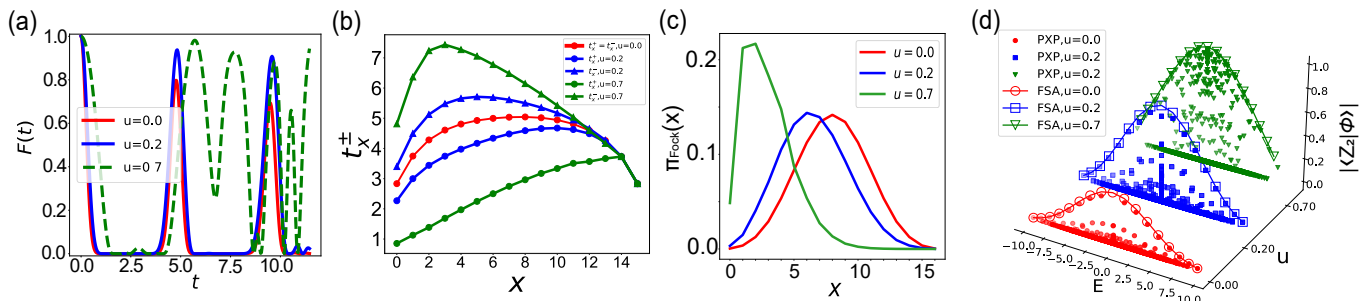 (a)
F(t)
1.0
0.8
0.6
0.4
0.2
0.0
u=0.0
u=0.2
u=0.7
0.0 2.5 5.0 7.5 10.0
t
(b)
t_x^±
7
6
5
4
3
2
1
t_x^+ = t_x^-, u=0.0
t_x^+, u=0.2
t_x^-, u=0.2
t_x^+, u=0.7
t_x^-, u=0.7
0 2 4 6 8 10 12 14
x
(c)
Π_Fock(x)
0.2
0.1
0.0
u = 0.0
u = 0.2
u = 0.7
0 5 10 15
x
(d)
PXP,u=0.0
PXP,u=0.2
PXP,u=0.2
FSA,u=0.0
FSA,u=0.2
FSA,u=0.7
|⟨Z₂|ϕ⟩|
1.0
0.8
0.6
0.4
0.2
0.0
−10.0 −7.5 −5.0 −2.5 0.0 2.5 5.0 7.5 10.0
E
0.00
0.20
0.70
u